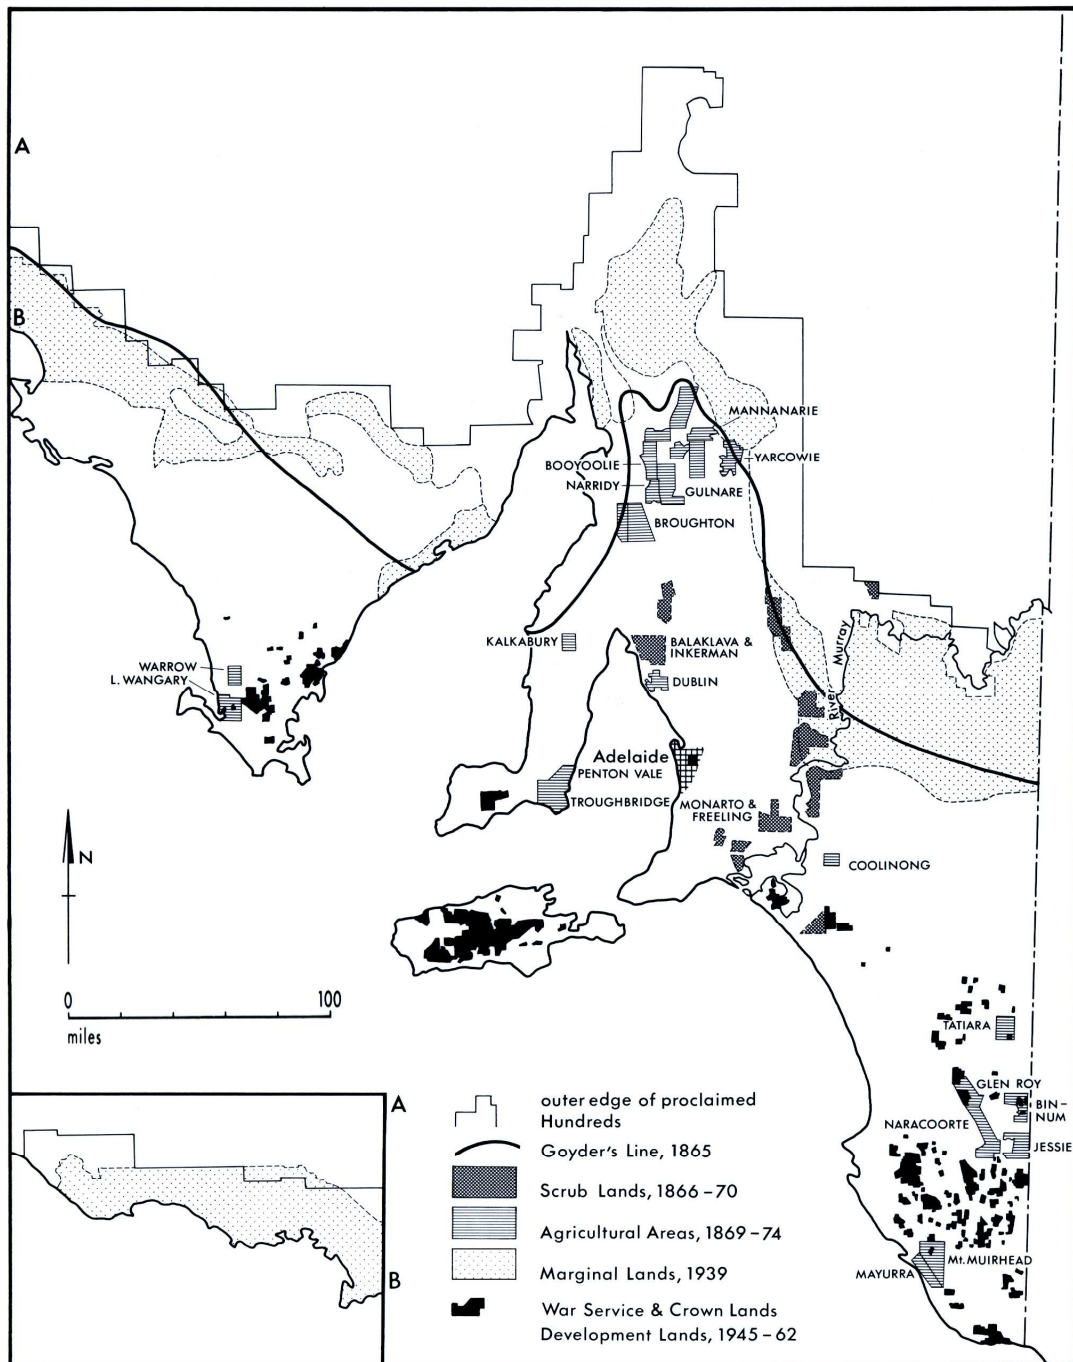 A
B
MANNANARIE
BOOYOOLIE
YARCOWIE
NARRIDY
GULNARE
BROUGHTON
KALKABURY
BALAKLAVA &
INKERMAN
River Murray
WARROW
L. WANGARY
DUBLIN
Adelaide
PENTON VALE
TROUGHBRIDGE
MONARTO &
FREELING
N
COOLINONG
0 100
miles
TATIARA
GLEN ROY
BIN–
NUM
NARACOORTE
JESSIE
Mt. MUIRHEAD
MAYURRA
A
B
outer edge of proclaimed
Hundreds
Goyder's Line, 1865
Scrub Lands, 1866–70
Agricultural Areas, 1869–74
Marginal Lands, 1939
War Service & Crown Lands
Development Lands, 1945–62